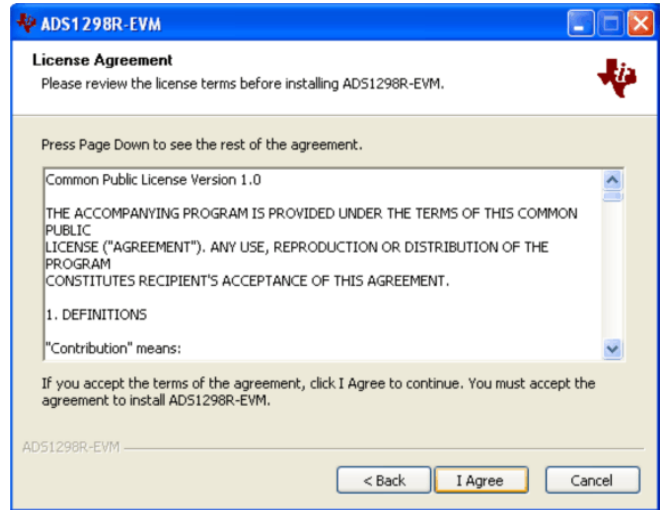 ADS1298R-EVM
License Agreement
Please review the license terms before installing ADS1298R-EVM.
Press Page Down to see the rest of the agreement.
Common Public License Version 1.0
THE ACCOMPANYING PROGRAM IS PROVIDED UNDER THE TERMS OF THIS COMMON
PUBLIC
LICENSE ("AGREEMENT"). ANY USE, REPRODUCTION OR DISTRIBUTION OF THE
PROGRAM
CONSTITUTES RECIPIENT'S ACCEPTANCE OF THIS AGREEMENT.
1. DEFINITIONS
"Contribution" means:
If you accept the terms of the agreement, click I Agree to continue. You must accept the
agreement to install ADS1298R-EVM.
ADS1298R-EVM
< Back I Agree Cancel